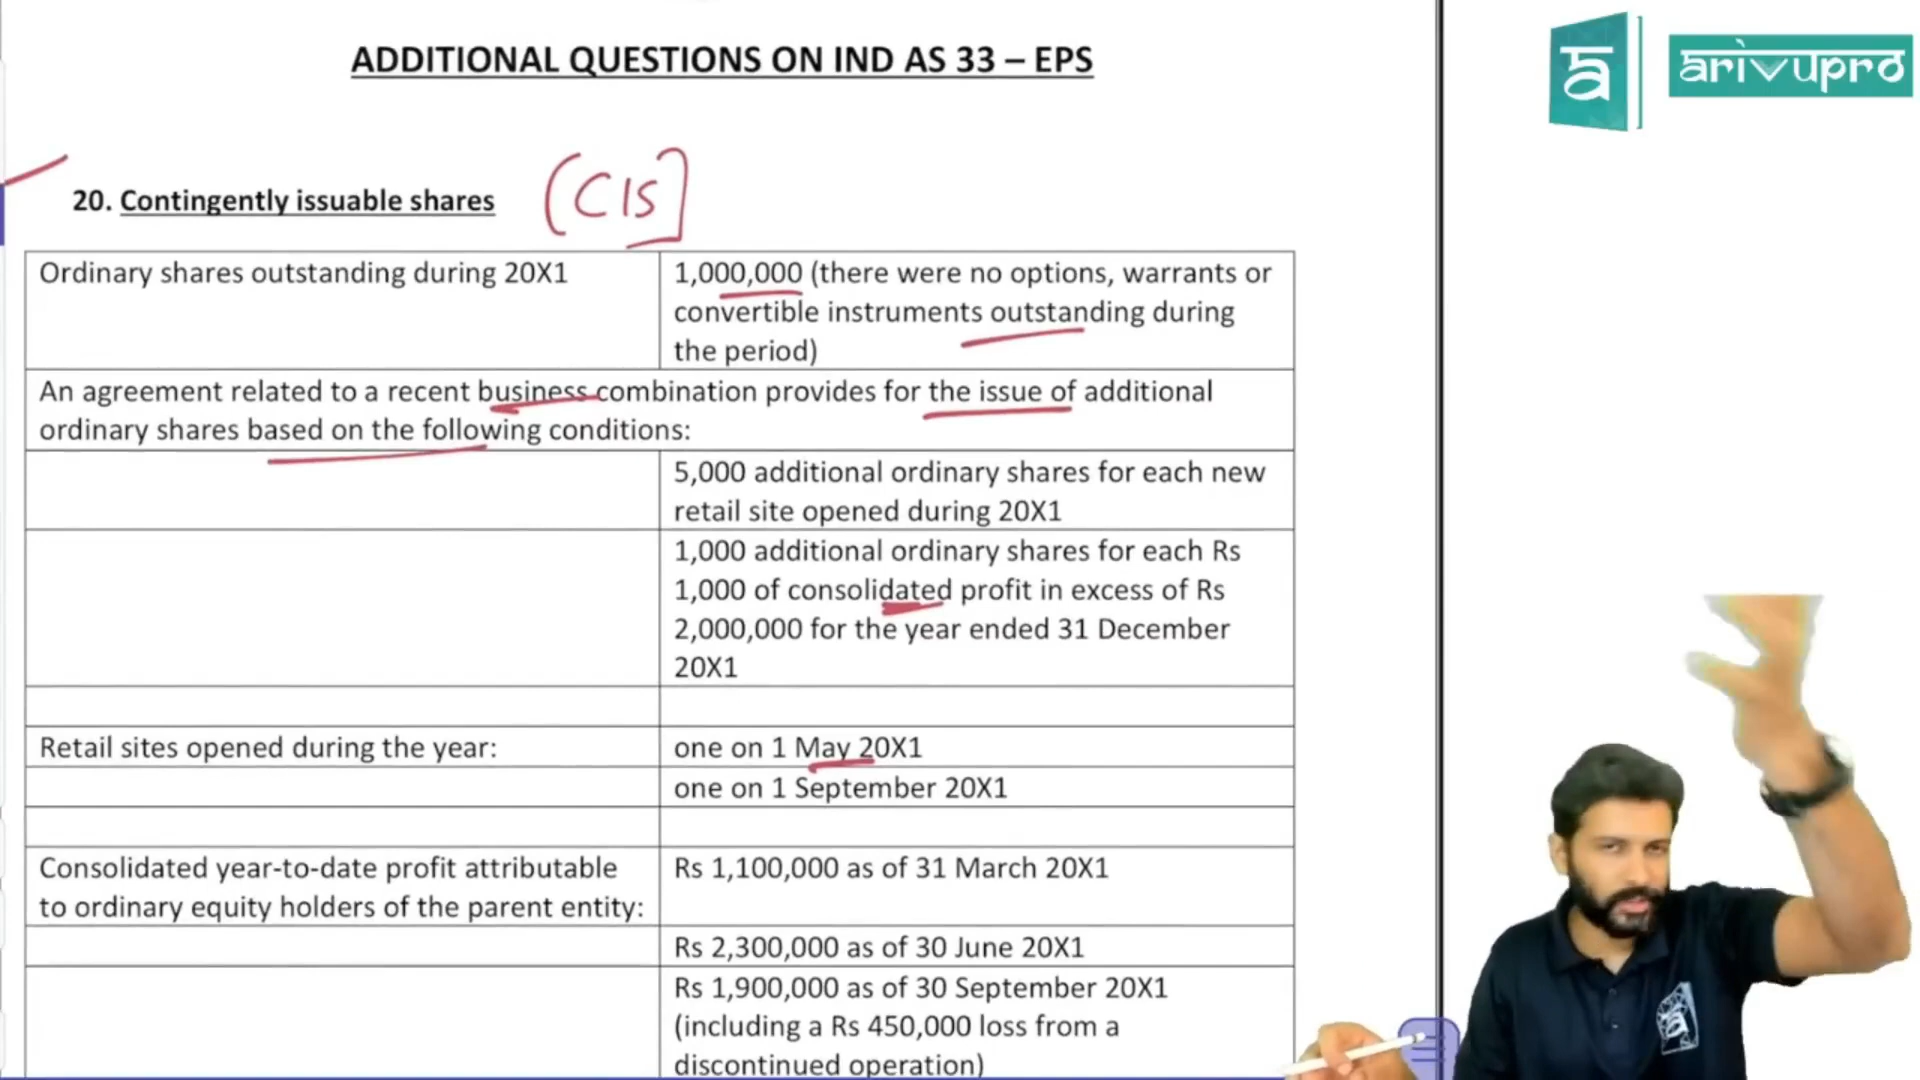 ADDITIONAL QUESTIONS ON IND AS 33 – EPS
ā arivupro
20. Contingently issuable shares (CIS]
Ordinary shares outstanding during 20X1
1,000,000 (there were no options, warrants or
convertible instruments outstanding during
the period)
An agreement related to a recent business combination provides for the issue of additional
ordinary shares based on the following conditions:
5,000 additional ordinary shares for each new
retail site opened during 20X1
1,000 additional ordinary shares for each Rs
1,000 of consolidated profit in excess of Rs
2,000,000 for the year ended 31 December
20X1
Retail sites opened during the year:
one on 1 May 20X1
one on 1 September 20X1
Consolidated year-to-date profit attributable
to ordinary equity holders of the parent entity:
Rs 1,100,000 as of 31 March 20X1
Rs 2,300,000 as of 30 June 20X1
Rs 1,900,000 as of 30 September 20X1
(including a Rs 450,000 loss from a
discontinued operation)